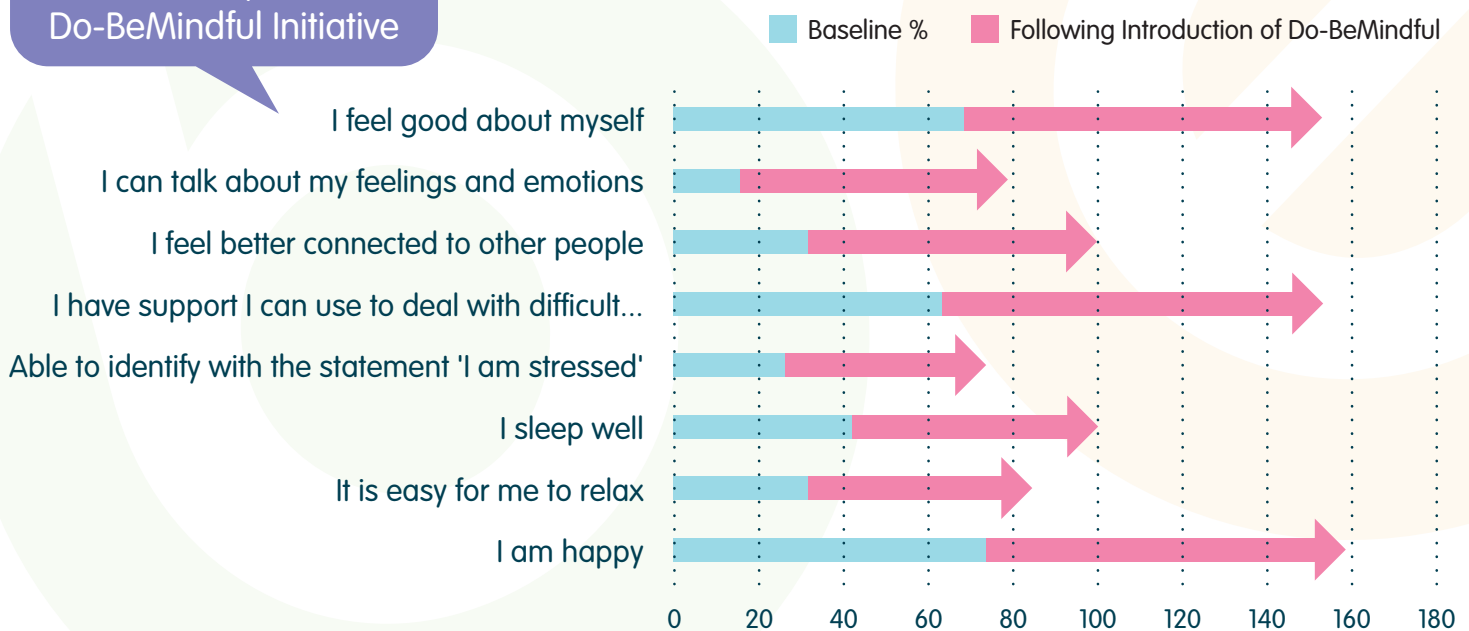 Do-BeMindful Initiative
Baseline %
Following Introduction of Do-BeMindful
I feel good about myself
I can talk about my feelings and emotions
I feel better connected to other people
I have support I can use to deal with difficult...
Able to identify with the statement 'I am stressed'
I sleep well
It is easy for me to relax
I am happy
0 20 40 60 80 100 120 140 160 180